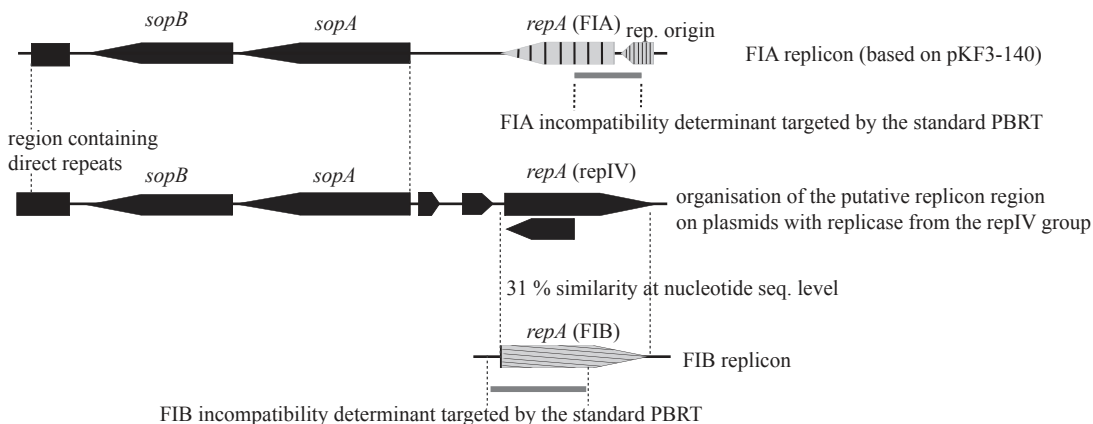 sopB sopA repA (FIA) rep. origin
FIA replicon (based on pKF3-140)
FIA incompatibility determinant targeted by the standard PBRT
region containing
direct repeats
sopB sopA repA (repIV)
organisation of the putative replicon region
on plasmids with replicase from the repIV group
31 % similarity at nucleotide seq. level
repA (FIB)
FIB replicon
FIB incompatibility determinant targeted by the standard PBRT